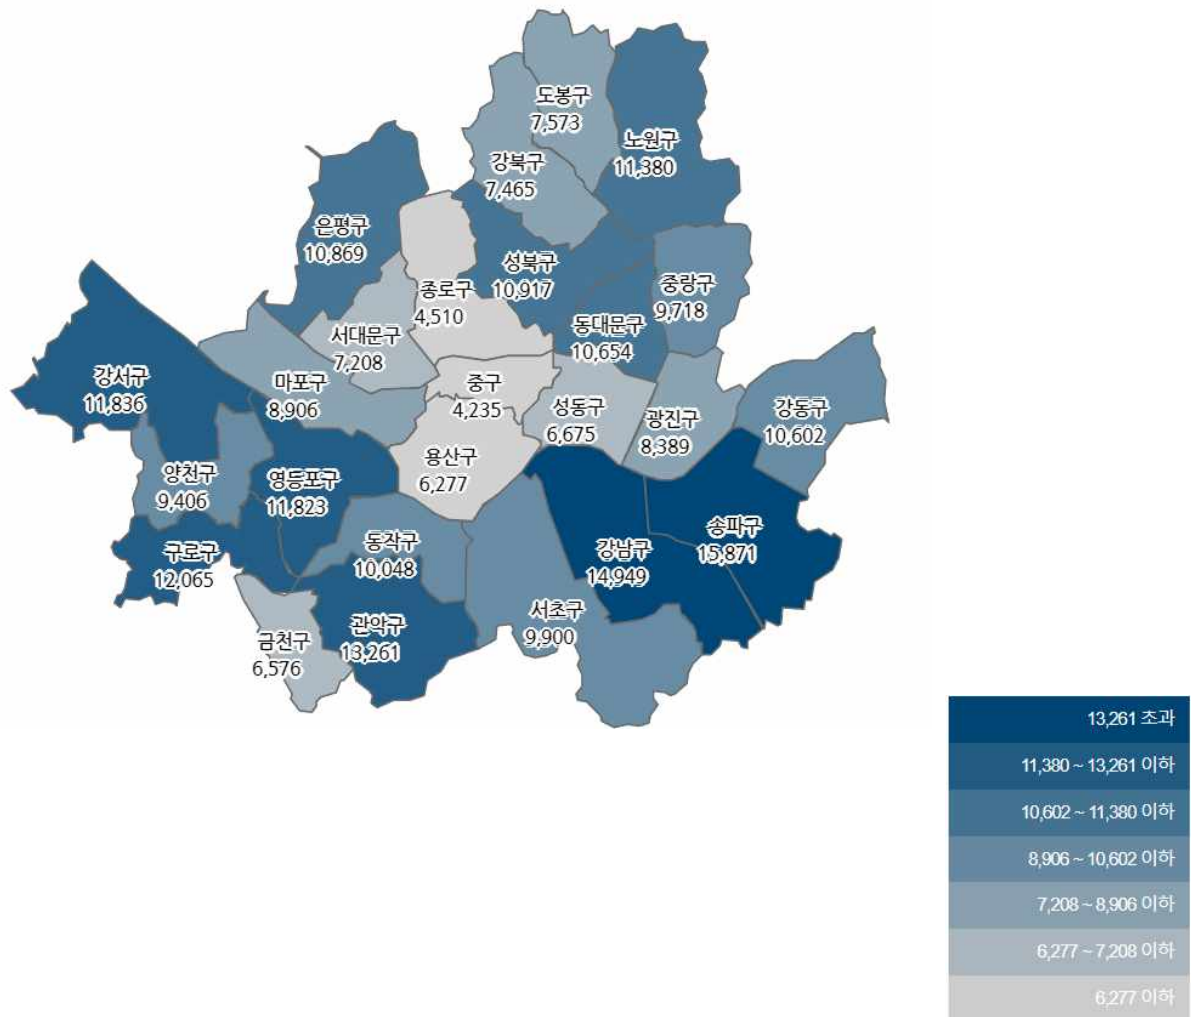 도봉구
7,573
노원구
11,380
강북구
7,465
은평구
10,869
성북구
10,917
중랑구
9,718
종로구
4,510
동대문구
10,654
서대문구
7,208
강서구
11,836
마포구
8,906
중구
4,235
성동구
6,675
광진구
8,389
강동구
10,602
양천구
9,406
영등포구
11,823
용산구
6,277
구로구
12,065
동작구
10,048
강남구
14,949
송파구
15,871
금천구
6,576
관악구
13,261
서초구
9,900
13,261 초과
11,380 ~ 13,261 이하
10,602 ~ 11,380 이하
8,906 ~ 10,602 이하
7,208 ~ 8,906 이하
6,277 ~ 7,208 이하
6,277 이하